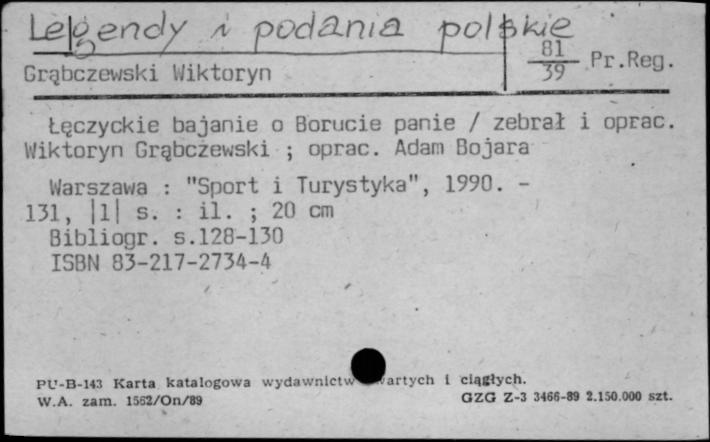 Legendy i podania polskie
81
39 Pr.Reg.
Grąbczewski Wiktoryn
Łęczyckie bajanie o Borucie panie / zebrał i oprac.
Wiktoryn Grąbczewski ; oprac. Adam Bojara
Warszawa : "Sport i Turystyka", 1990. -
131, |1| s. : il. ; 20 cm
Bibliogr. s.128-130
ISBN 83-217-2734-4
PU-B-143 Karta katalogowa wydawnictw zwartych i ciągłych.
W.A. zam. 1562/On/89 GZG Z-3 3466-89 2.150.000 szt.